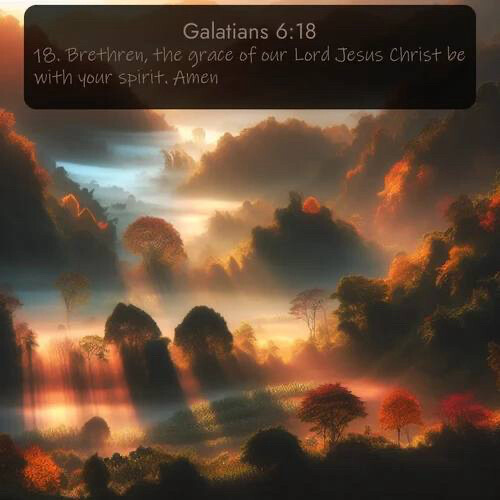 Galatians 6:18
18. Brethren, the grace of our Lord Jesus Christ be
with your spirit. Amen